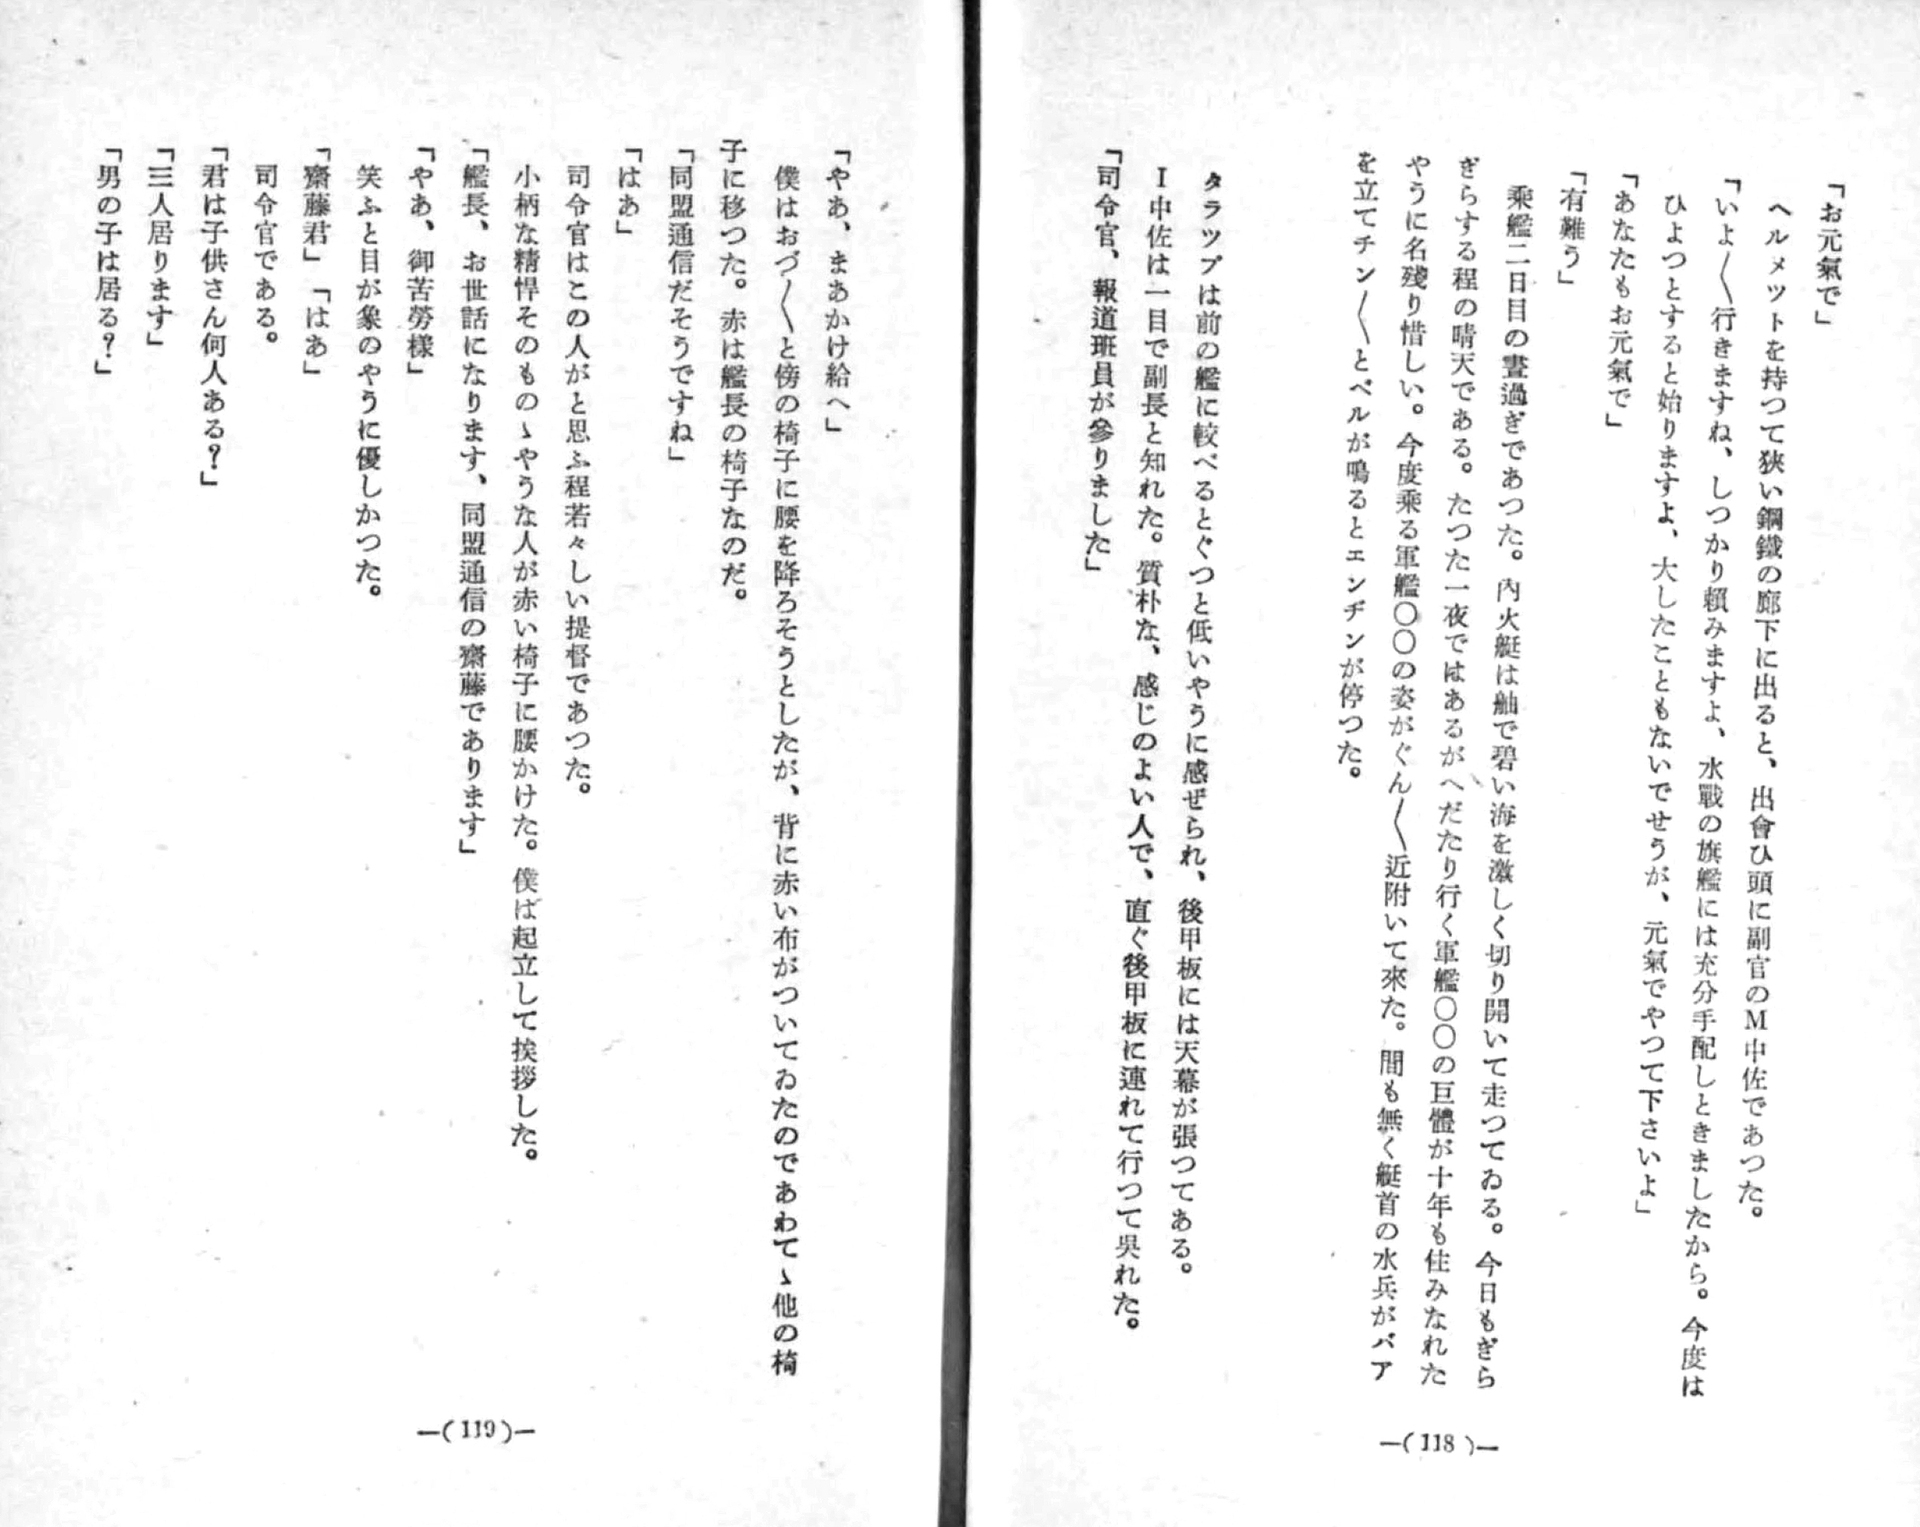 「お元氣で」
ヘルメツトを持つて狹い鋼鐵の廊下に出ると、出會ひ頭に副官のM中佐であつた。
「いよ〳〵行きますね、しつかり賴みますよ、水戰の旗艦には充分手配しときましたから。今度は
ひよつとすると始りますよ、大したこともないでせうが、元氣でやつて下さいよ」
「あなたもお元氣で」
「有難う」
乘艦二日目の晝過ぎであつた。內火艇は舳で碧い海を激しく切り開いて走つてゐる。今日もぎら
ぎらする程の晴天である。たつた一夜ではあるがへだたり行く軍艦〇〇の巨體が十年も住みなれた
やうに名殘り惜しい。今度乘る軍艦〇〇の姿がぐん〳〵近附いて來た。間も無く艇首の水兵がバア
を立てチン〳〵とベルが鳴るとエンヂンが停つた。
タラツプは前の艦に較べるとぐつと低いやうに感ぜられ、後甲板には天幕が張つてある。
I中佐は一目で副長と知れた。質朴な、感じのよい人で、直ぐ後甲板に連れて行つて吳れた。
「司令官、報道班員が參りました」
―( 118 )―
「やあ、まあかけ給へ」
僕はおづ〳〵と傍の椅子に腰を降ろそうとしたが、背に赤い布がついてゐたのであわてゝ他の椅
子に移つた。赤は艦長の椅子なのだ。
「同盟通信だそうですね」
「はあ」
司令官はこの人がと思ふ程若々しい提督であつた。
小柄な精悍そのものゝやうな人が赤い椅子に腰かけた。僕は起立して挨拶した。
「艦長、お世話になります、同盟通信の齋藤であります」
「やあ、御苦勞樣」
笑ふと目が象のやうに優しかつた。
「齋藤君」「はあ」
司令官である。
「君は子供さん何人ある?」
「三人居ります」
「男の子は居る?」
―( 119 )―